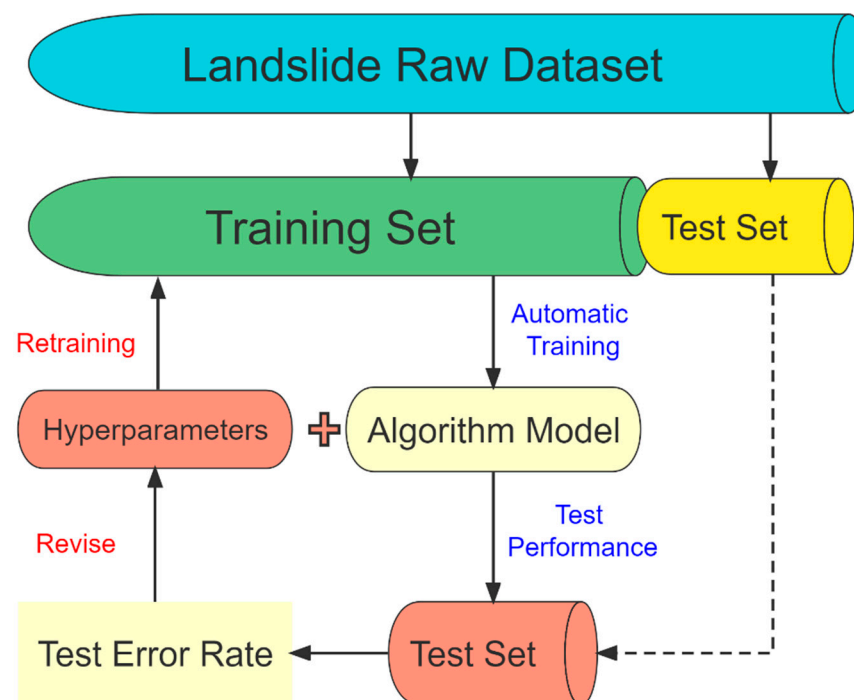 Landslide Raw Dataset
Training Set
Test Set
Retraining
Automatic
Training
Hyperparameters
+
Algorithm Model
Revise
Test
Performance
Test Error Rate
Test Set